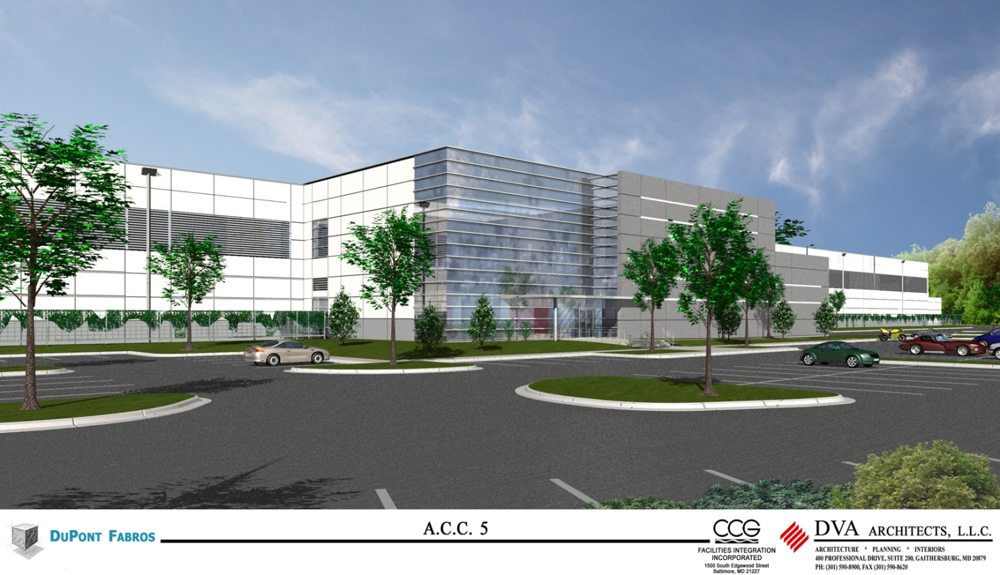 DUPONT FABROS
A.C.C. 5
CCG
FACILITIES INTEGRATION
INCORPORATED
1500 South Edgewood Street
Baltimore, MD 21227
DVA ARCHITECTS, L.L.C.
ARCHITECTURE * PLANNING * INTERIORS
400 PROFESSIONAL DRIVE, SUITE 200, GAITHERSBURG, MD 20879
PH: (301) 590-8900, FAX (301) 590-8620